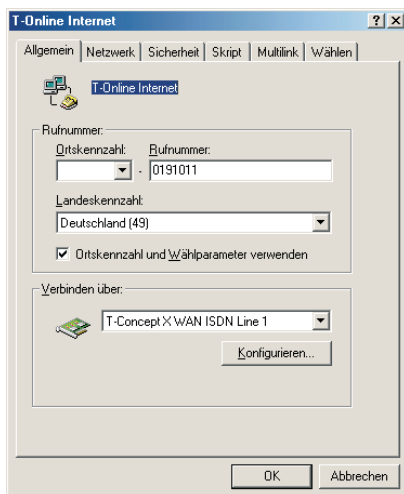 T-Online Internet
Allgemein Netzwerk Sicherheit Skript Multilink Wählen
T-Online Internet
Rufnummer:
Ortskennzahl: Rufnummer:
- 0191011
Landeskennzahl:
Deutschland (49)
Ortskennzahl und Wählparameter verwenden
Verbinden über:
T-Concept X WAN ISDN Line 1
Konfigurieren...
OK Abbrechen